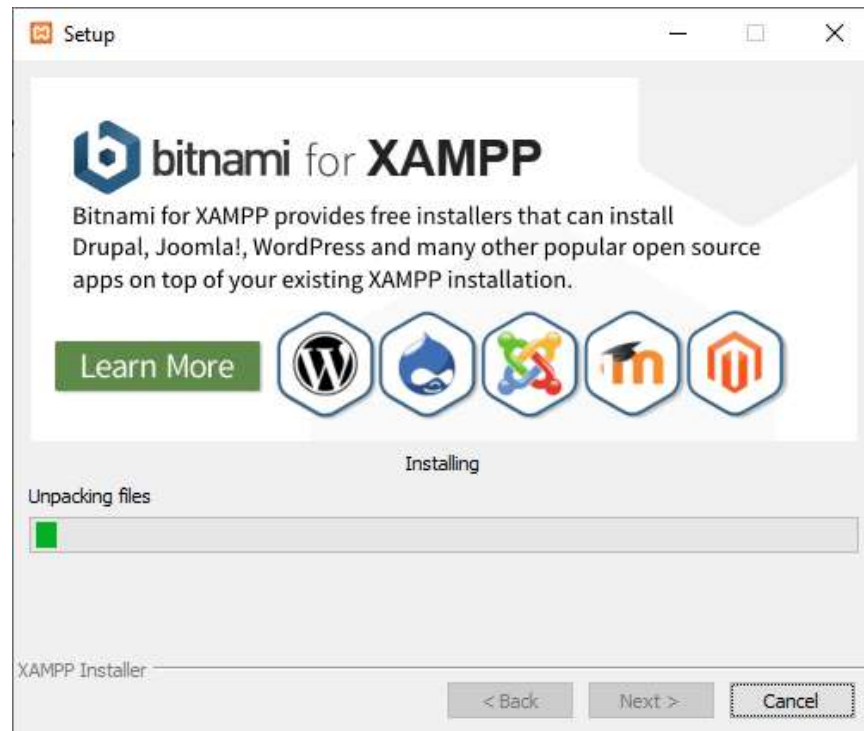 Setup
bitnami for XAMPP
Bitnami for XAMPP provides free installers that can install
Drupal, Joomla!, WordPress and many other popular open source
apps on top of your existing XAMPP installation.
Learn More
Installing
Unpacking files
XAMPP Installer
< Back Next > Cancel